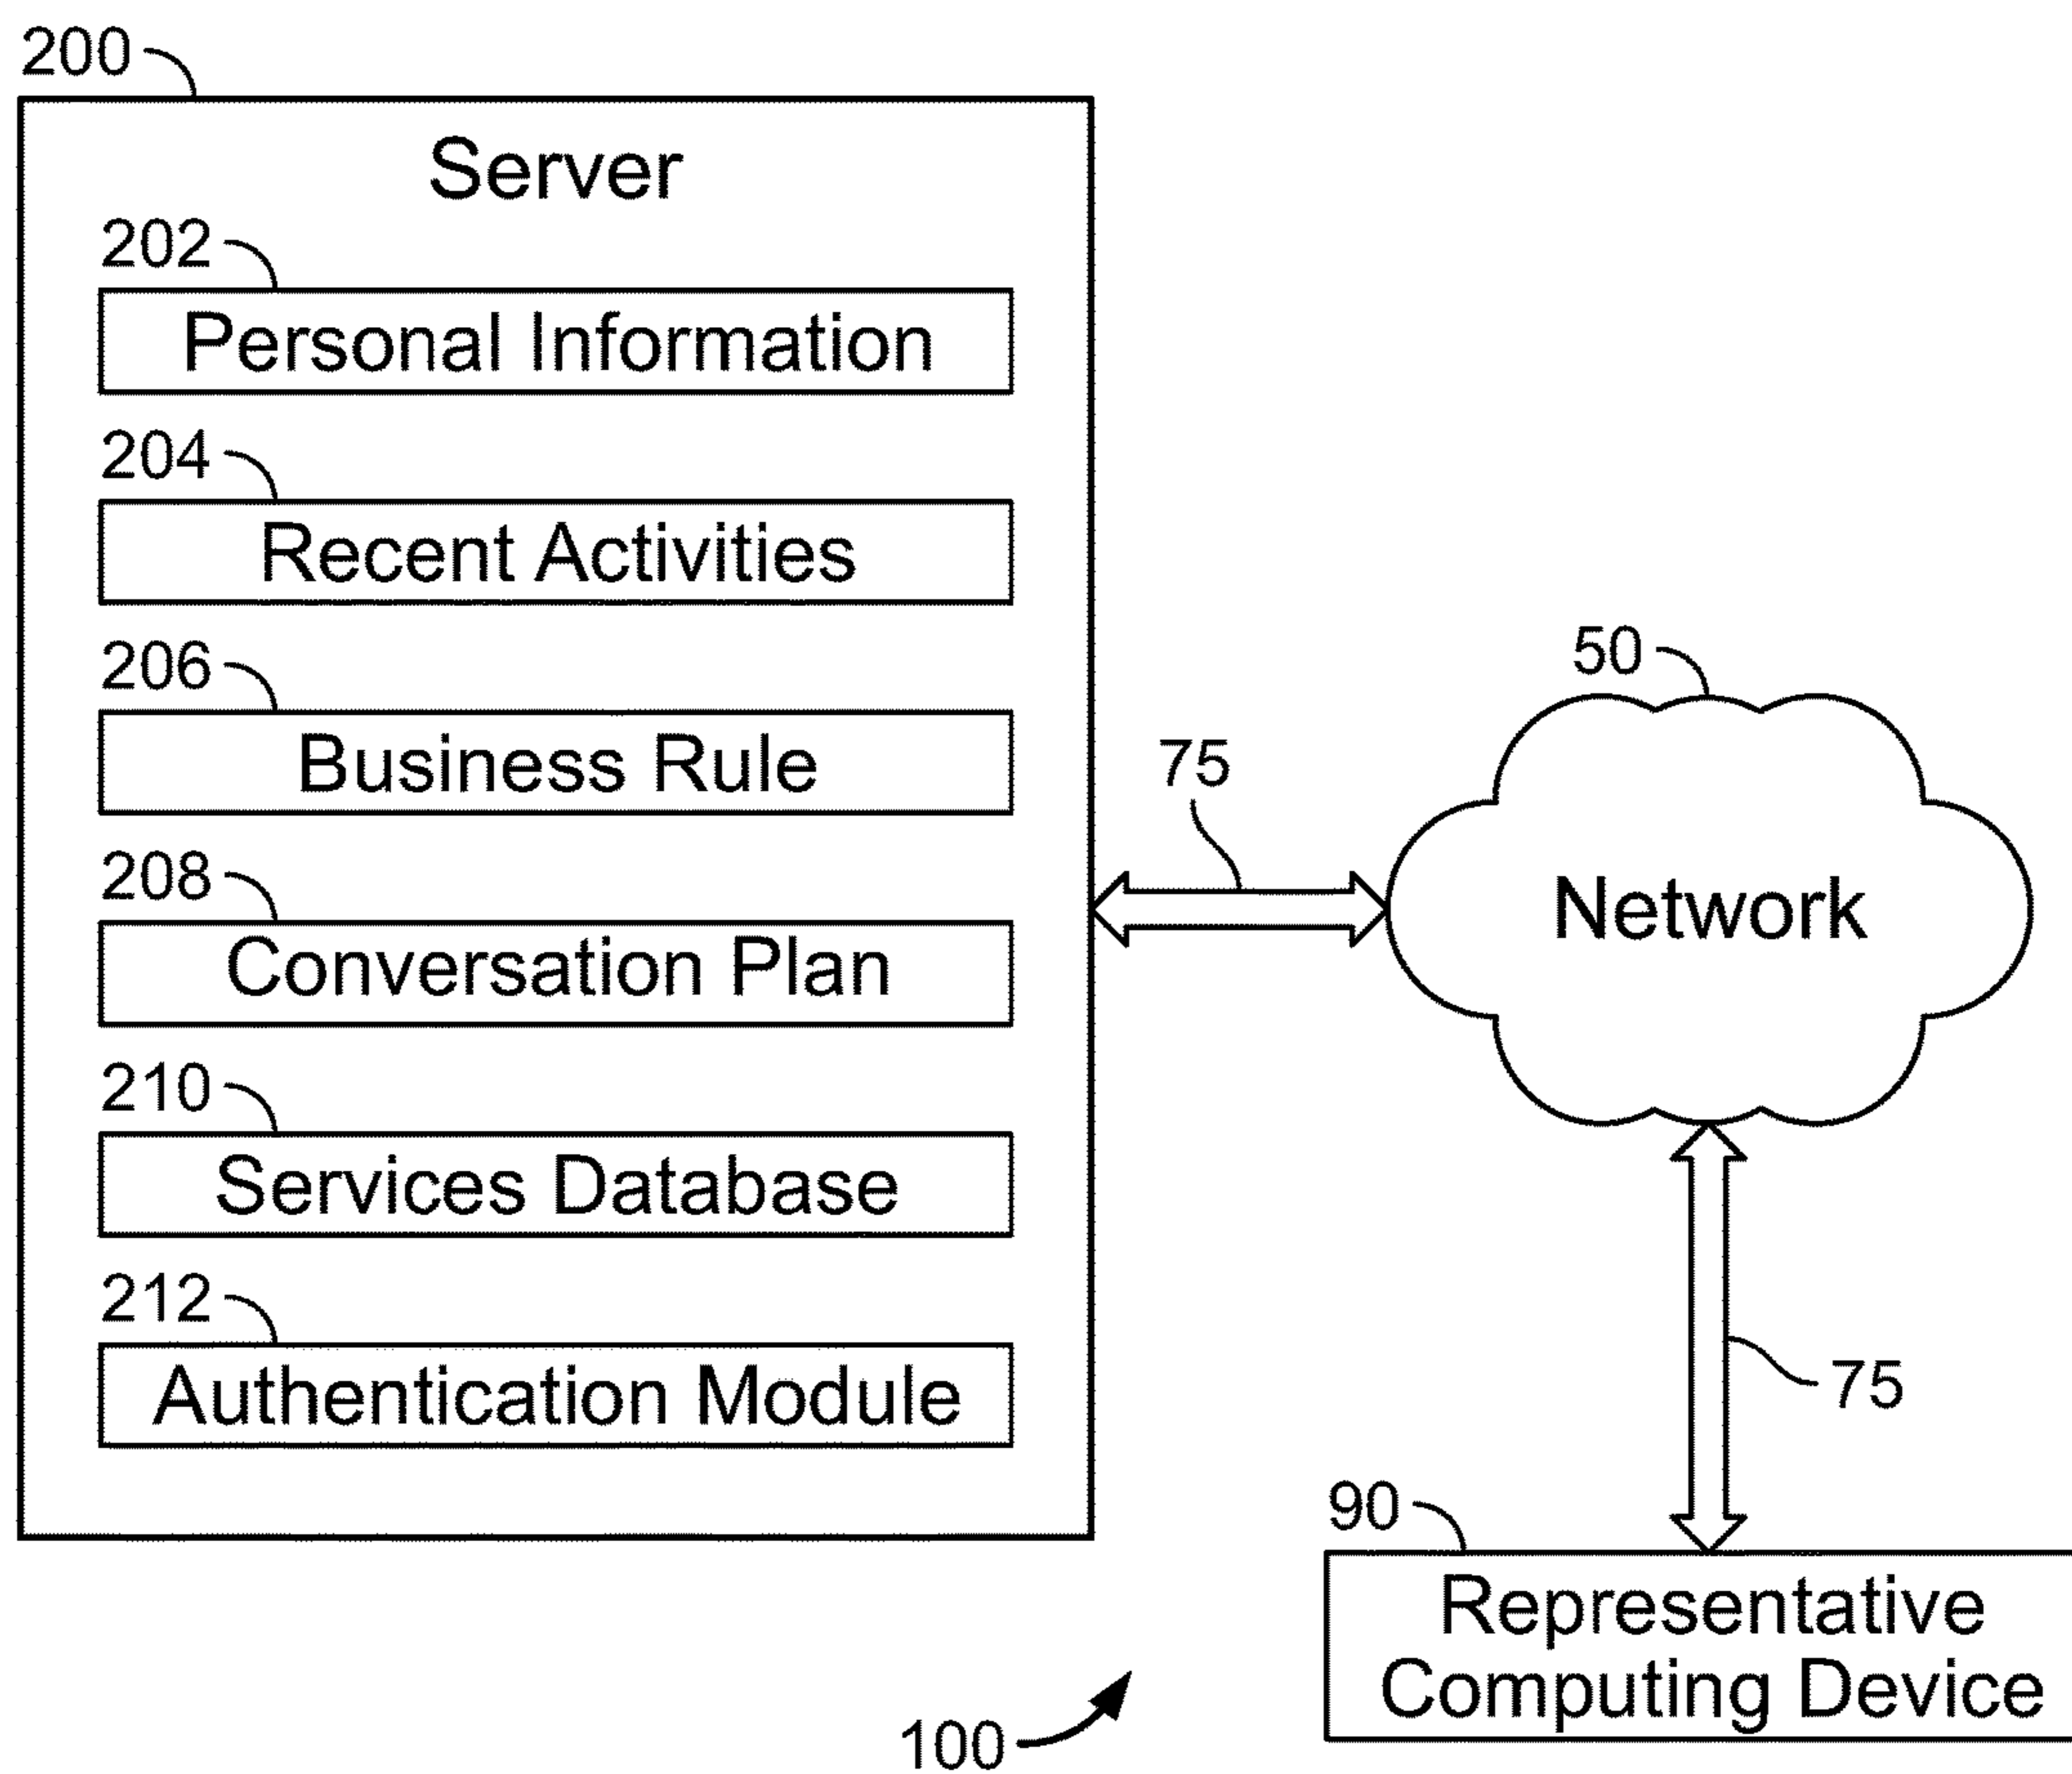 200
Server
202
Personal Information
204
Recent Activities
206
Business Rule
208
Conversation Plan
210
Services Database
212
Authentication Module
75
50
Network
75
90
Representative
Computing Device
100